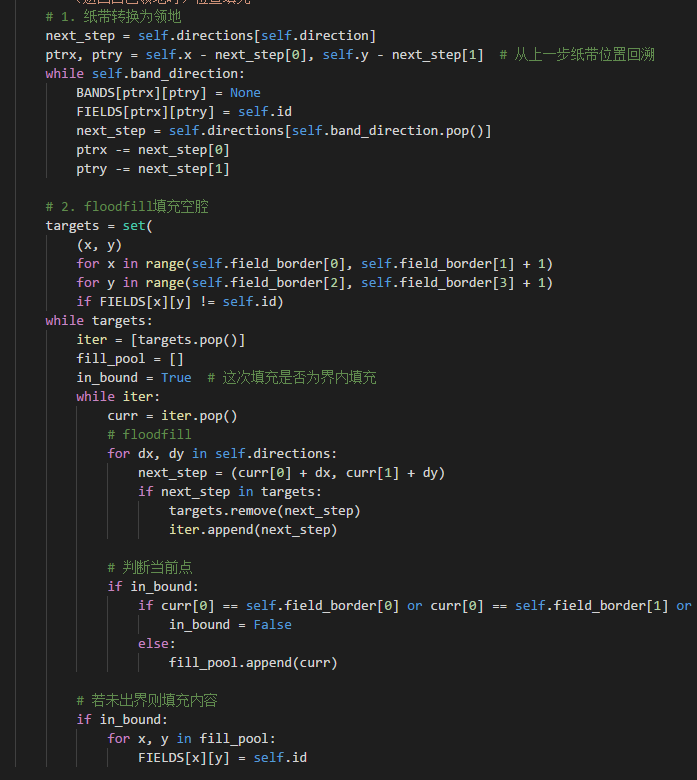 # 1. 纸带转换为领地
next_step = self.directions[self.direction]
ptrx, ptry = self.x - next_step[0], self.y - next_step[1]  # 从上一步纸带位置回溯
while self.band_direction:
    BANDS[ptrx][ptry] = None
    FIELDS[ptrx][ptry] = self.id
    next_step = self.directions[self.band_direction.pop()]
    ptrx -= next_step[0]
    ptry -= next_step[1]

# 2. floodfill填充空腔
targets = set(
    (x, y)
    for x in range(self.field_border[0], self.field_border[1] + 1)
    for y in range(self.field_border[2], self.field_border[3] + 1)
    if FIELDS[x][y] != self.id)
while targets:
    iter = [targets.pop()]
    fill_pool = []
    in_bound = True  # 这次填充是否为界内填充
    while iter:
        curr = iter.pop()
        # floodfill
        for dx, dy in self.directions:
            next_step = (curr[0] + dx, curr[1] + dy)
            if next_step in targets:
                targets.remove(next_step)
                iter.append(next_step)

        # 判断当前点
        if in_bound:
            if curr[0] == self.field_border[0] or curr[0] == self.field_border[1] or
                in_bound = False
            else:
                fill_pool.append(curr)

    # 若未出界则填充内容
    if in_bound:
        for x, y in fill_pool:
            FIELDS[x][y] = self.id